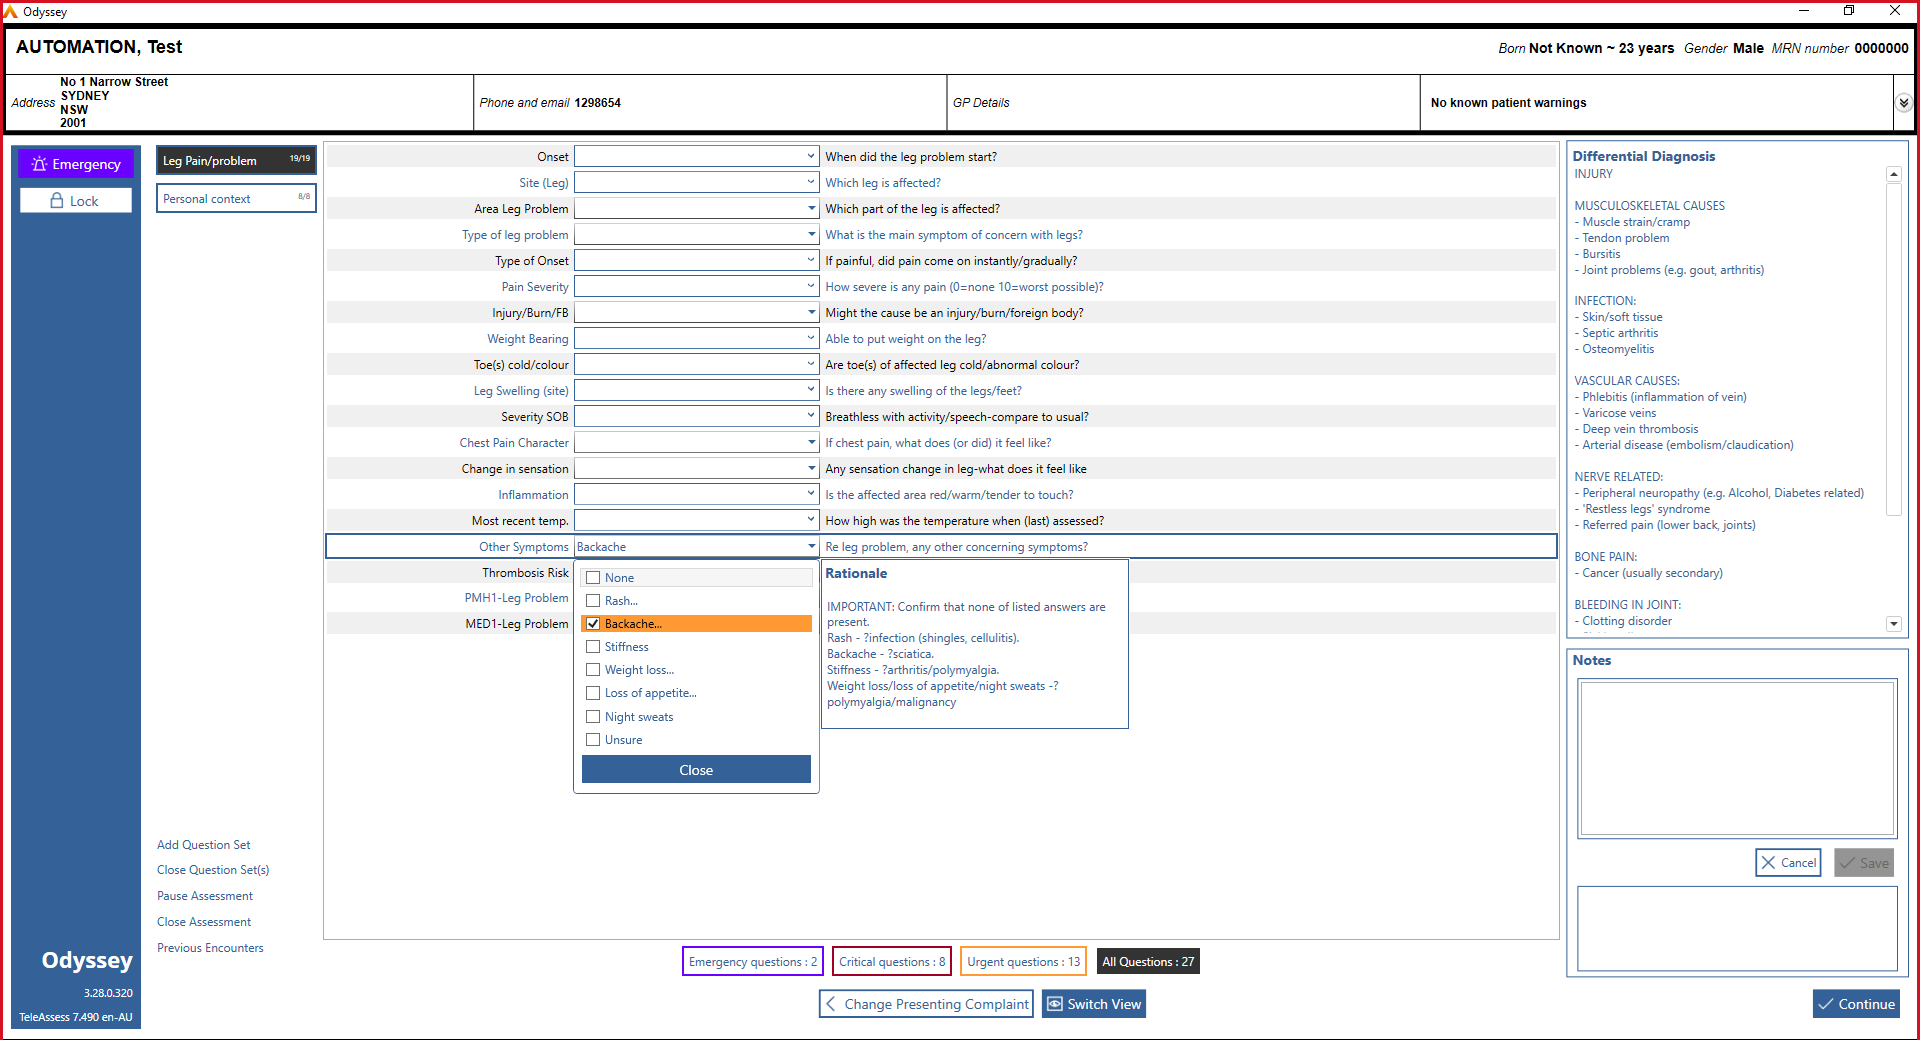 Odyssey
AUTOMATION, Test
Born Not Known ~ 23 years Gender Male MRN number 0000000
Address
No 1 Narrow Street
SYDNEY
NSW
2001
Phone and email 1298654
GP Details
No known patient warnings
Emergency
Lock
Leg Pain/problem 19/19
Personal context 8/8
Onset When did the leg problem start?
Site (Leg) Which leg is affected?
Area Leg Problem Which part of the leg is affected?
Type of leg problem What is the main symptom of concern with legs?
Type of Onset If painful, did pain come on instantly/gradually?
Pain Severity How severe is any pain (0=none 10=worst possible)?
Injury/Burn/FB Might the cause be an injury/burn/foreign body?
Weight Bearing Able to put weight on the leg?
Toe(s) cold/colour Are toe(s) of affected leg cold/abnormal colour?
Leg Swelling (site) Is there any swelling of the legs/feet?
Severity SOB Breathless with activity/speech-compare to usual?
Chest Pain Character If chest pain, what does (or did) it feel like?
Change in sensation Any sensation change in leg-what does it feel like
Inflammation Is the affected area red/warm/tender to touch?
Most recent temp. How high was the temperature when (last) assessed?
Other Symptoms Backache Re leg problem, any other concerning symptoms?
Thrombosis Risk
PMH1-Leg Problem
MED1-Leg Problem
None
Rash...
Backache...
Stiffness
Weight loss...
Loss of appetite...
Night sweats
Unsure
Close
Rationale
IMPORTANT: Confirm that none of listed answers are
present.
Rash - ?infection (shingles, cellulitis).
Backache - ?sciatica.
Stiffness - ?arthritis/polymyalgia.
Weight loss/loss of appetite/night sweats -?
polymyalgia/malignancy
Differential Diagnosis
INJURY
MUSCULOSKELETAL CAUSES
- Muscle strain/cramp
- Tendon problem
- Bursitis
- Joint problems (e.g. gout, arthritis)
INFECTION:
- Skin/soft tissue
- Septic arthritis
- Osteomyelitis
VASCULAR CAUSES:
- Phlebitis (inflammation of vein)
- Varicose veins
- Deep vein thrombosis
- Arterial disease (embolism/claudication)
NERVE RELATED:
- Peripheral neuropathy (e.g. Alcohol, Diabetes related)
- 'Restless legs' syndrome
- Referred pain (lower back, joints)
BONE PAIN:
- Cancer (usually secondary)
BLEEDING IN JOINT:
- Clotting disorder
Notes
Cancel
Save
Add Question Set
Close Question Set(s)
Pause Assessment
Close Assessment
Previous Encounters
Odyssey
3.28.0.320
TeleAssess 7.490 en-AU
Emergency questions : 2
Critical questions : 8
Urgent questions : 13
All Questions : 27
Change Presenting Complaint
Switch View
Continue